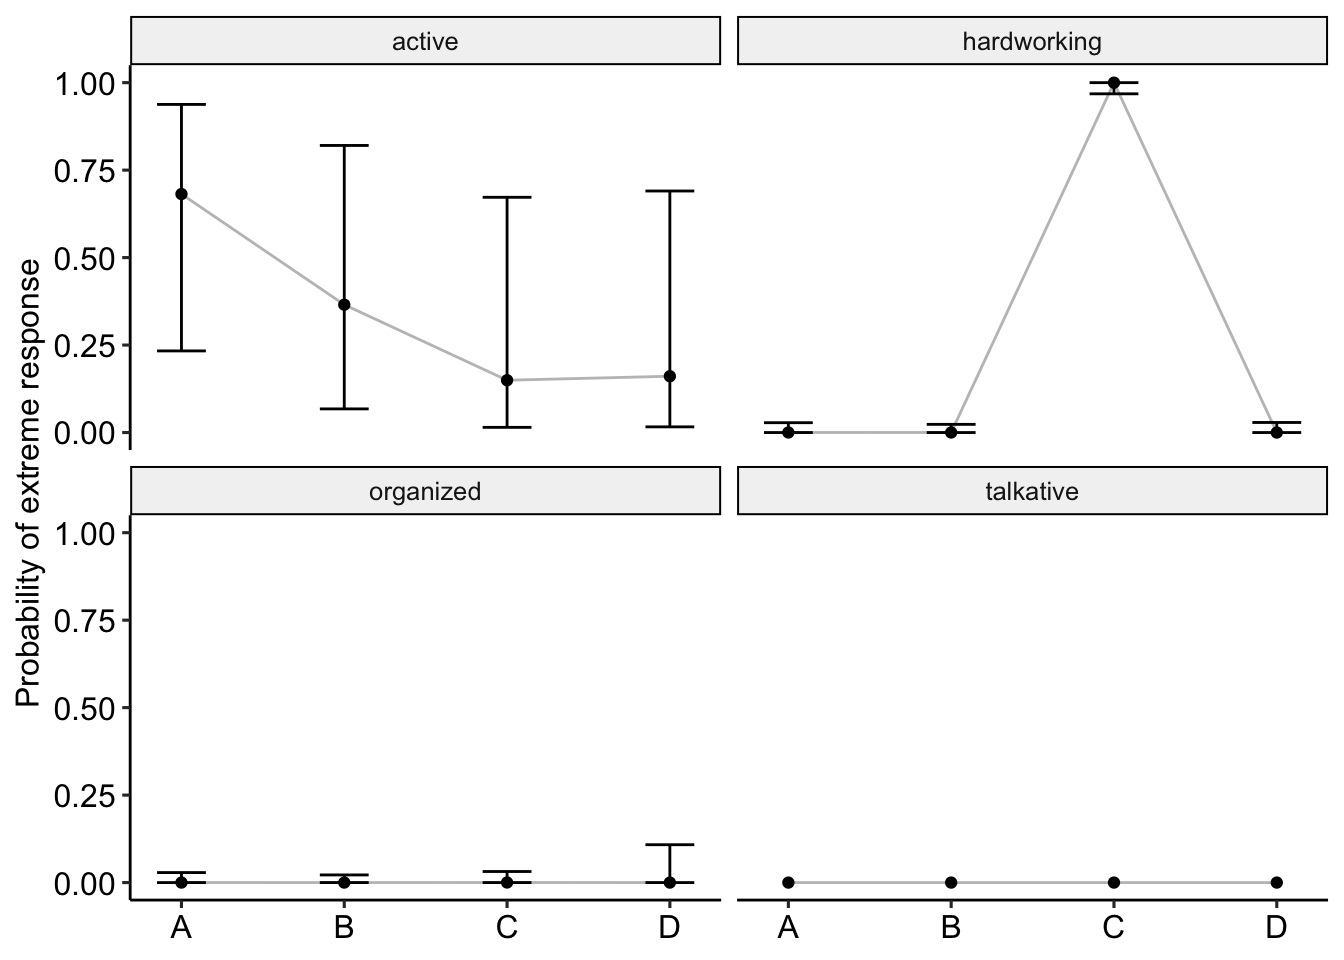 active
hardworking
1.00
0.75
0.50
0.25
0.00
organized
talkative
1.00
0.75
0.50
0.25
0.00
A B C D A B C D
Probability of extreme response